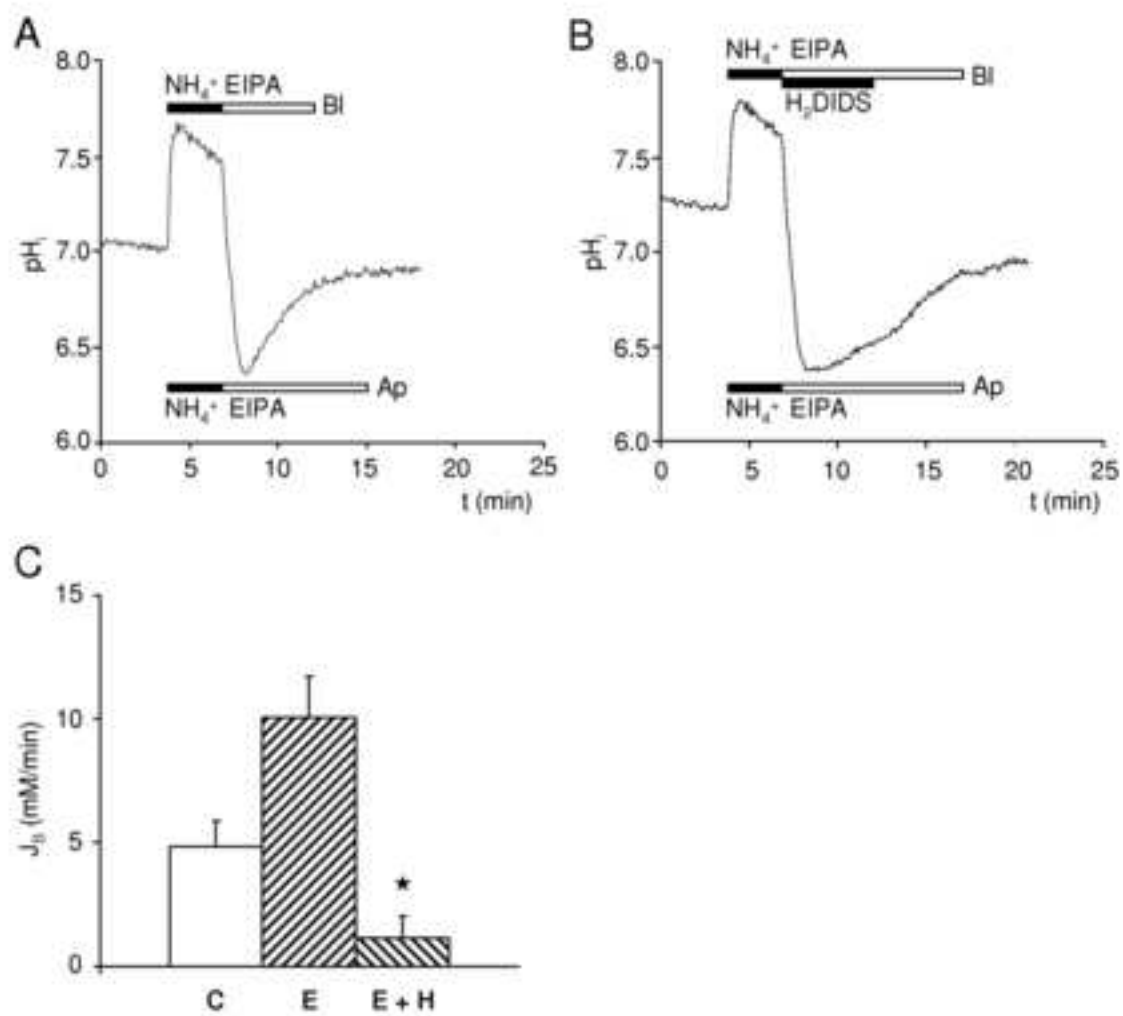 A
8.0
NH₄⁺ EIPA
Bl
7.5
7.0
pHᵢ
6.5
Ap
NH₄⁺ EIPA
6.0
0 5 10 15 20 25
t (min)
B
8.0
NH₄⁺ EIPA
Bl
H₂DIDS
7.5
7.0
pHᵢ
6.5
Ap
NH₄⁺ EIPA
6.0
0 5 10 15 20 25
t (min)
C
15
10
J_B (mM/min)
5
★
0
C E E + H